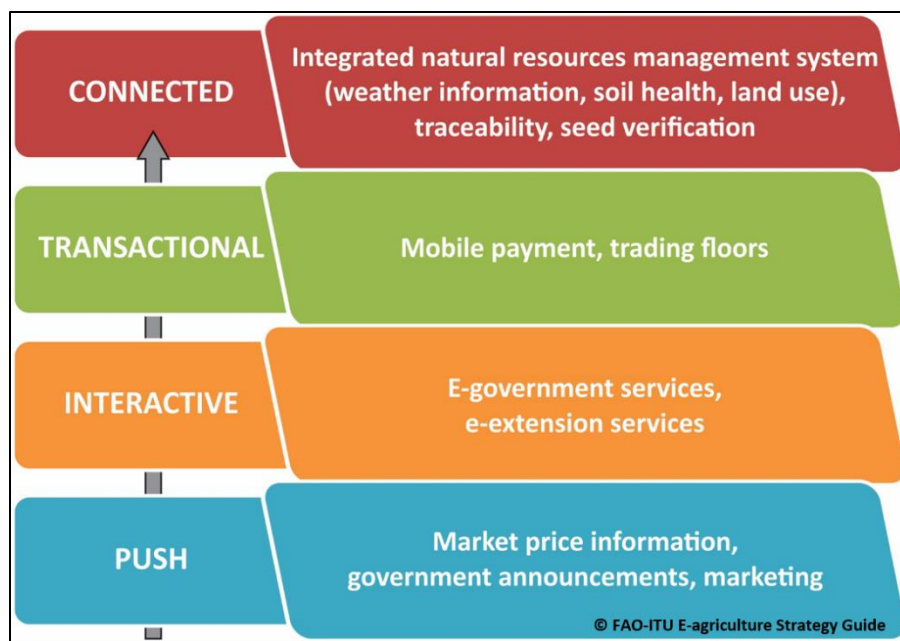 CONNECTED
Integrated natural resources management system
(weather information, soil health, land use),
traceability, seed verification
TRANSACTIONAL
Mobile payment, trading floors
INTERACTIVE
E-government services,
e-extension services
PUSH
Market price information,
government announcements, marketing
© FAO-ITU E-agriculture Strategy Guide